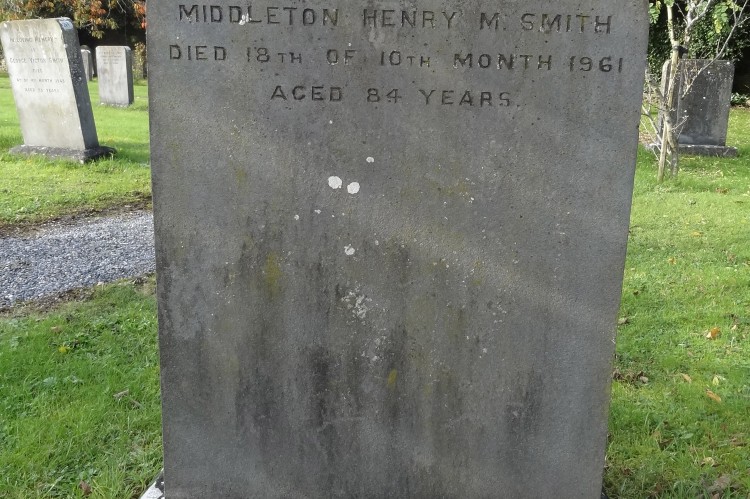 MIDDLETON HENRY M. SMITH
DIED 18TH OF 10TH MONTH 1961
AGED 84 YEARS.